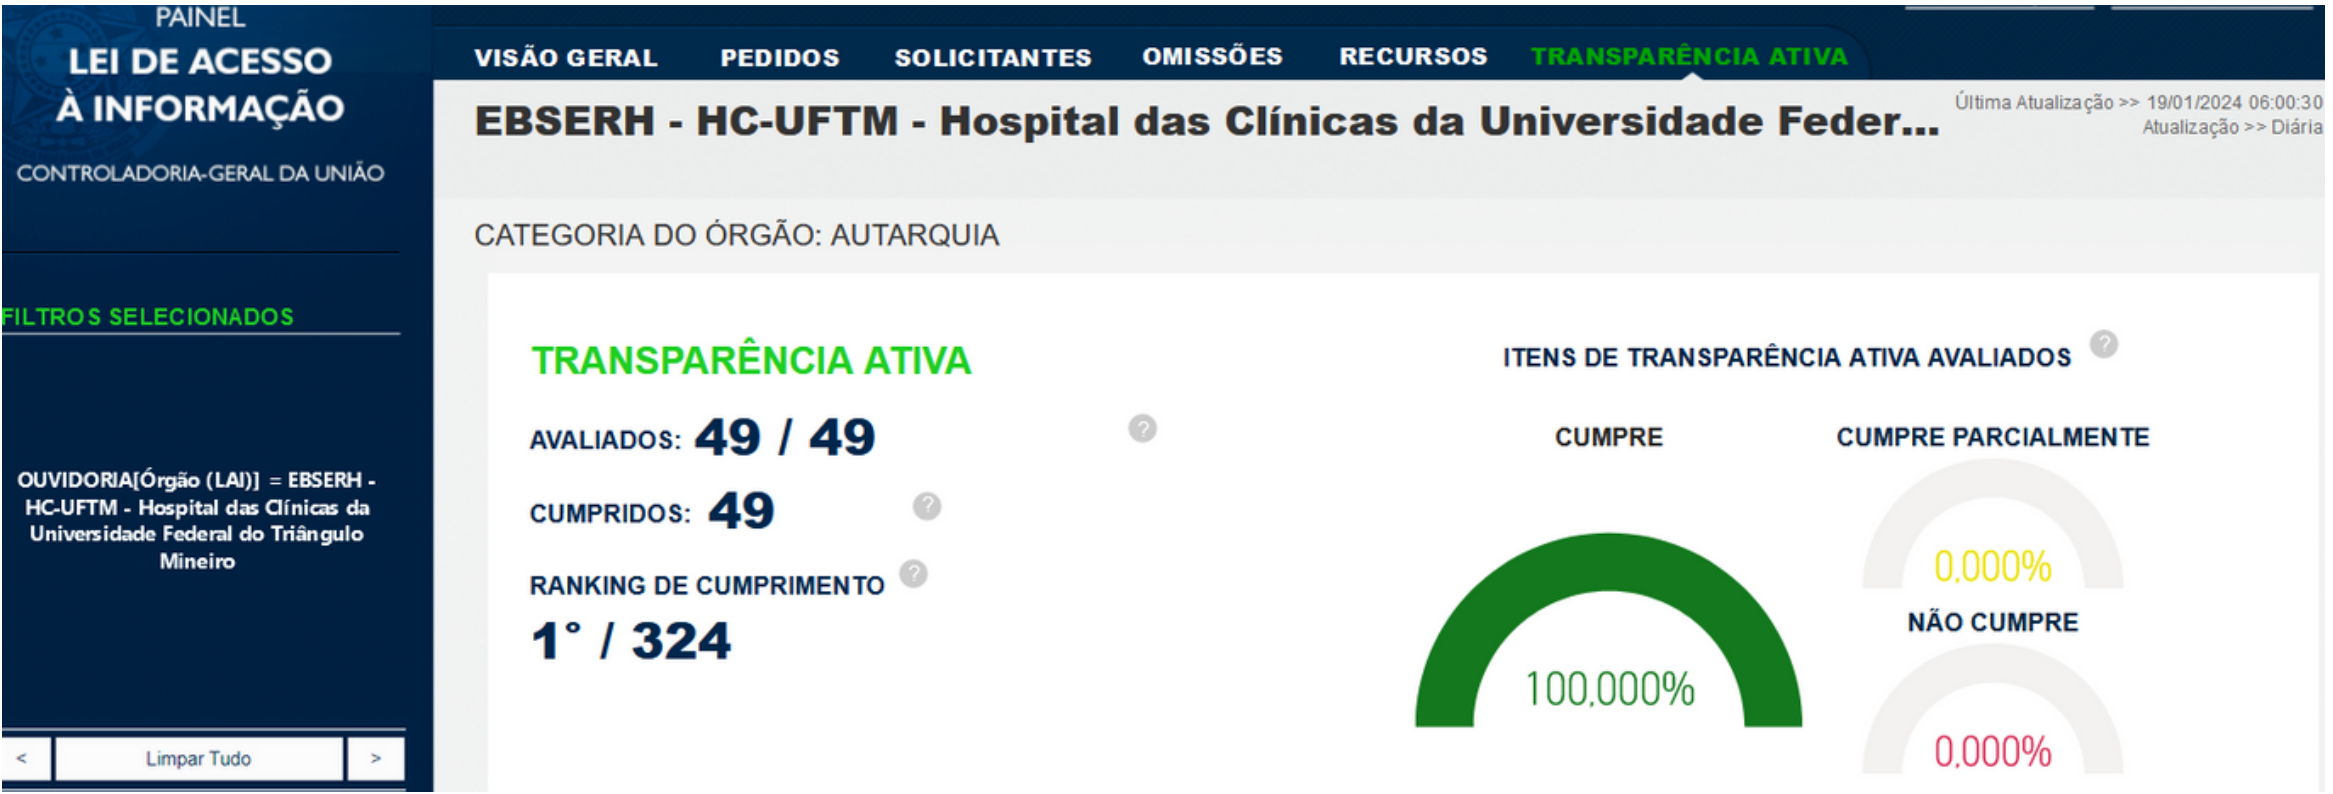 PAINEL
LEI DE ACESSO
À INFORMAÇÃO
CONTROLADORIA-GERAL DA UNIÃO
FILTROS SELECIONADOS
OUVIDORIA[Órgão (LAI)] = EBSERH -
HC-UFTM - Hospital das Clínicas da
Universidade Federal do Triângulo
Mineiro
<
Limpar Tudo
>
VISÃO GERAL PEDIDOS SOLICITANTES OMISSÕES RECURSOS TRANSPARÊNCIA ATIVA
EBSERH - HC-UFTM - Hospital das Clínicas da Universidade Feder...
Última Atualização >> 19/01/2024 06:00:30
Atualização >> Diária
CATEGORIA DO ÓRGÃO: AUTARQUIA
TRANSPARÊNCIA ATIVA
AVALIADOS: 49 / 49 ?
CUMPRIDOS: 49 ?
RANKING DE CUMPRIMENTO ?
1° / 324
ITENS DE TRANSPARÊNCIA ATIVA AVALIADOS ?
CUMPRE
100,000%
CUMPRE PARCIALMENTE
0,000%
NÃO CUMPRE
0,000%